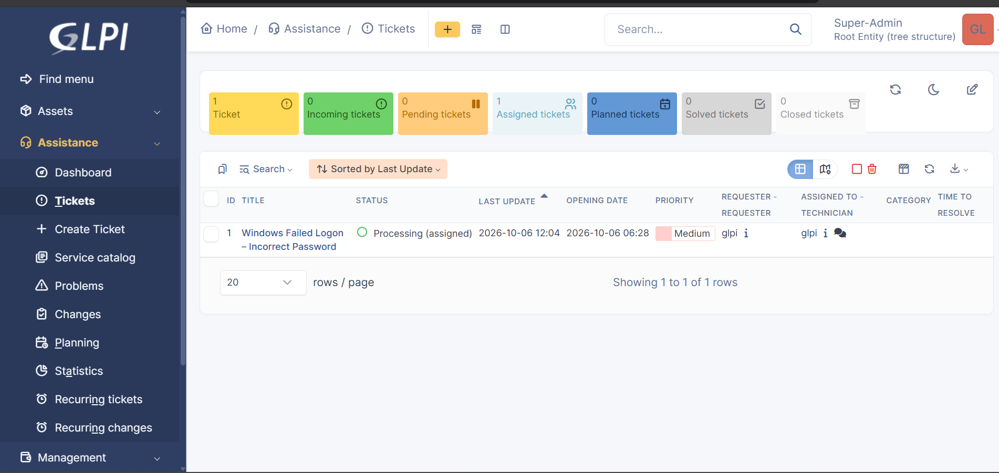 GLPI
Find menu
Assets
Assistance
Dashboard
Tickets
Create Ticket
Service catalog
Problems
Changes
Planning
Statistics
Recurring tickets
Recurring changes
Management
Home / Assistance / Tickets
+
Search...
Super-Admin
Root Entity (tree structure)
GL
1
Ticket
0
Incoming tickets
0
Pending tickets
1
Assigned tickets
0
Planned tickets
0
Solved tickets
0
Closed tickets
Search
Sorted by Last Update
ID TITLE STATUS LAST UPDATE OPENING DATE PRIORITY REQUESTER - REQUESTER ASSIGNED TO - TECHNICIAN CATEGORY TIME TO RESOLVE
1 Windows Failed Logon – Incorrect Password Processing (assigned) 2026-10-06 12:04 2026-10-06 06:28 Medium glpi i glpi i
20 rows / page
Showing 1 to 1 of 1 rows